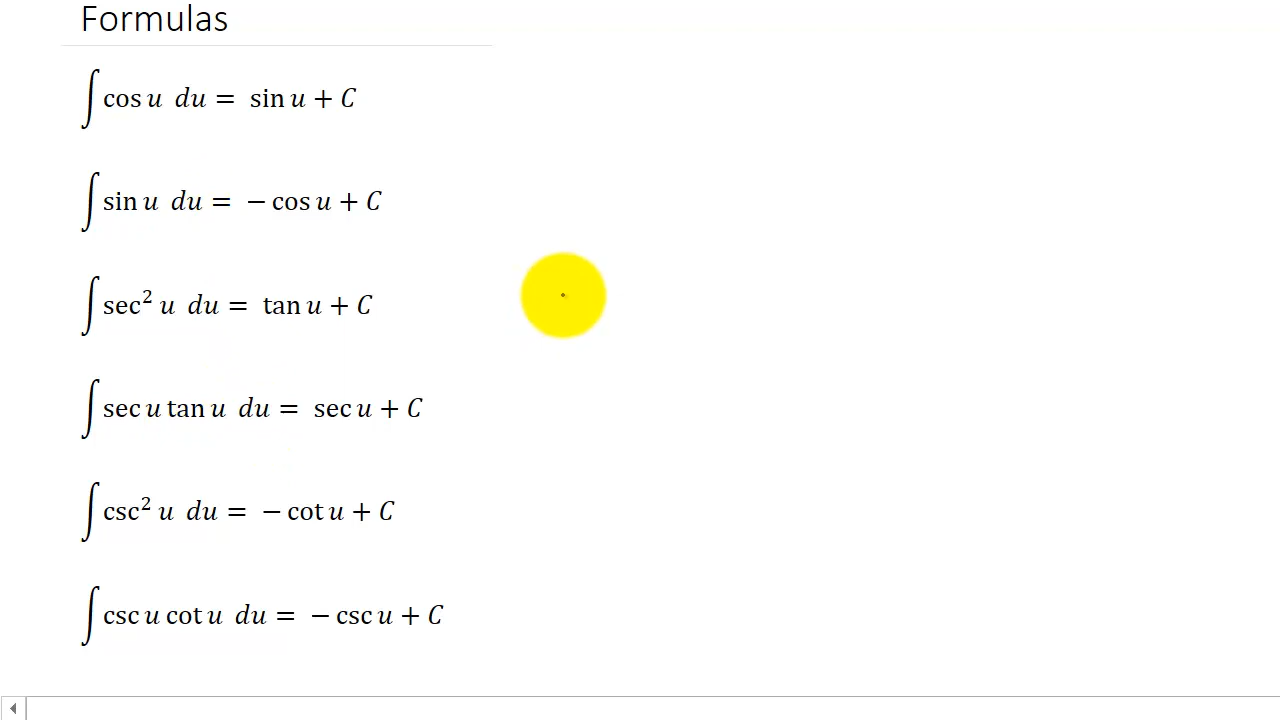 Formulas
∫ cos u du = sin u + C
∫ sin u du = − cos u + C
∫ sec² u du = tan u + C
∫ sec u tan u du = sec u + C
∫ csc² u du = − cot u + C
∫ csc u cot u du = − csc u + C